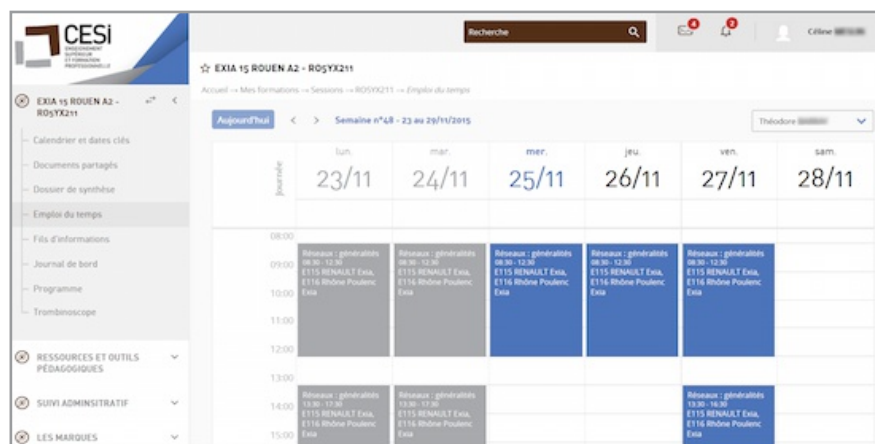 CESI
ENSEIGNEMENT
SUPÉRIEUR
ET FORMATION
PROFESSIONNELLE
Recherche
4
2
Céline
EXIA 15 ROUEN A2 - RO5YX211
EXIA 15 ROUEN A2 -
RO5YX211
Accueil → Mes formations → Sessions → RO5YX211 → Emploi du temps
Aujourd'hui < > Semaine n°48 - 23 au 29/11/2015
Théodore
Calendrier et dates clés
Documents partagés
Dossier de synthèse
Emploi du temps
Fils d'informations
Journal de bord
Programme
Trombinoscope
RESSOURCES ET OUTILS
PÉDAGOGIQUES
SUIVI ADMINSITRATIF
LES MARQUES
Journée
lun. mar. mer. jeu. ven. sam.
23/11 24/11 25/11 26/11 27/11 28/11
08:00
09:00
10:00
11:00
12:00
13:00
14:00
15:00
Réseaux : généralités
08:30 - 12:30
E115 RENAULT Exia,
E116 Rhône Poulenc
Exia
Réseaux : généralités
08:30 - 12:30
E115 RENAULT Exia,
E116 Rhône Poulenc
Exia
Réseaux : généralités
08:30 - 12:30
E115 RENAULT Exia,
E116 Rhône Poulenc
Exia
Réseaux : généralités
08:30 - 12:30
E115 RENAULT Exia,
E116 Rhône Poulenc
Exia
Réseaux : généralités
08:30 - 12:30
E115 RENAULT Exia,
E116 Rhône Poulenc
Exia
Réseaux : généralités
13:30 - 17:30
E115 RENAULT Exia,
E116 Rhône Poulenc
Exia
Réseaux : généralités
13:30 - 17:30
E115 RENAULT Exia,
E116 Rhône Poulenc
Exia
Réseaux : généralités
13:30 - 16:30
E115 RENAULT Exia,
E116 Rhône Poulenc
Exia